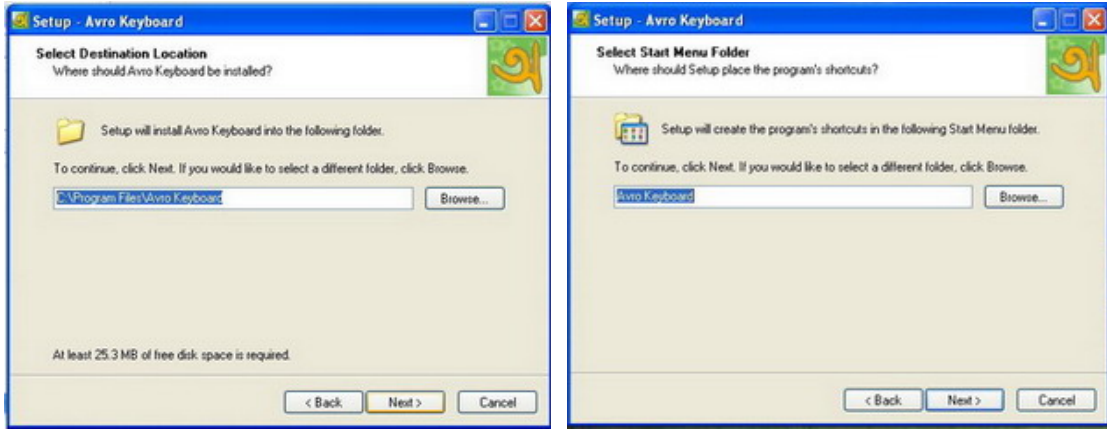 Setup - Avro Keyboard
Select Destination Location
Where should Avro Keyboard be installed?
অ
Setup will install Avro Keyboard into the following folder.
To continue, click Next. If you would like to select a different folder, click Browse.
C:\Program Files\Avro Keyboard
Browse...
At least 25.3 MB of free disk space is required.
< Back Next > Cancel
Setup - Avro Keyboard
Select Start Menu Folder
Where should Setup place the program's shortcuts?
অ
Setup will create the program's shortcuts in the following Start Menu folder.
To continue, click Next. If you would like to select a different folder, click Browse.
Avro Keyboard
Browse...
< Back Next > Cancel